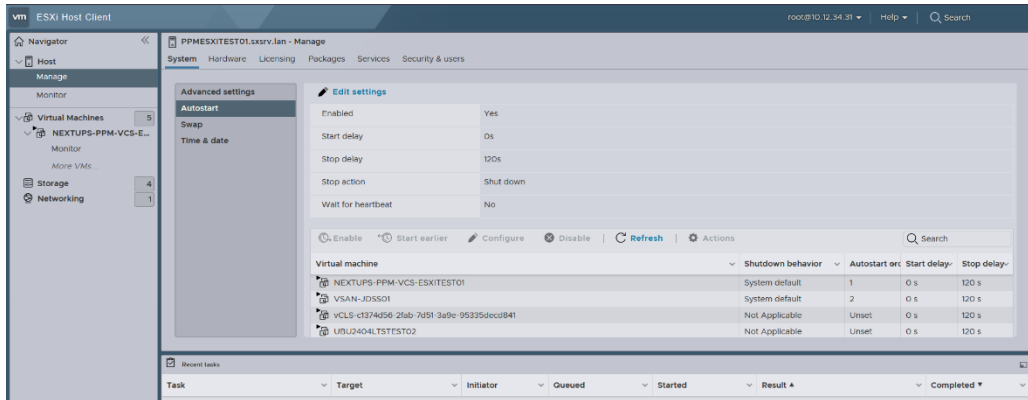 vm ESXi Host Client root@10.12.34.31 Help Search
Navigator
Host
Manage
Monitor
Virtual Machines 5
NEXTUPS-PPM-VCS-E...
Monitor
More VMs...
Storage 4
Networking 1
PPMESXITEST01.sxsrv.lan - Manage
System Hardware Licensing Packages Services Security & users
Advanced settings
Autostart
Swap
Time & date
Edit settings
Enabled Yes
Start delay 0s
Stop delay 120s
Stop action Shut down
Wait for heartbeat No
Enable Start earlier Configure Disable Refresh Actions Search
Virtual machine Shutdown behavior Autostart orc Start delay Stop delay
NEXTUPS-PPM-VCS-ESXITEST01 System default 1 0 s 120 s
VSAN-JDSS01 System default 2 0 s 120 s
vCLS-c1374d56-2fab-7d51-3a9e-95335decd841 Not Applicable Unset 0 s 120 s
UBU2404LTSTEST02 Not Applicable Unset 0 s 120 s
Recent tasks
Task Target Initiator Queued Started Result Completed